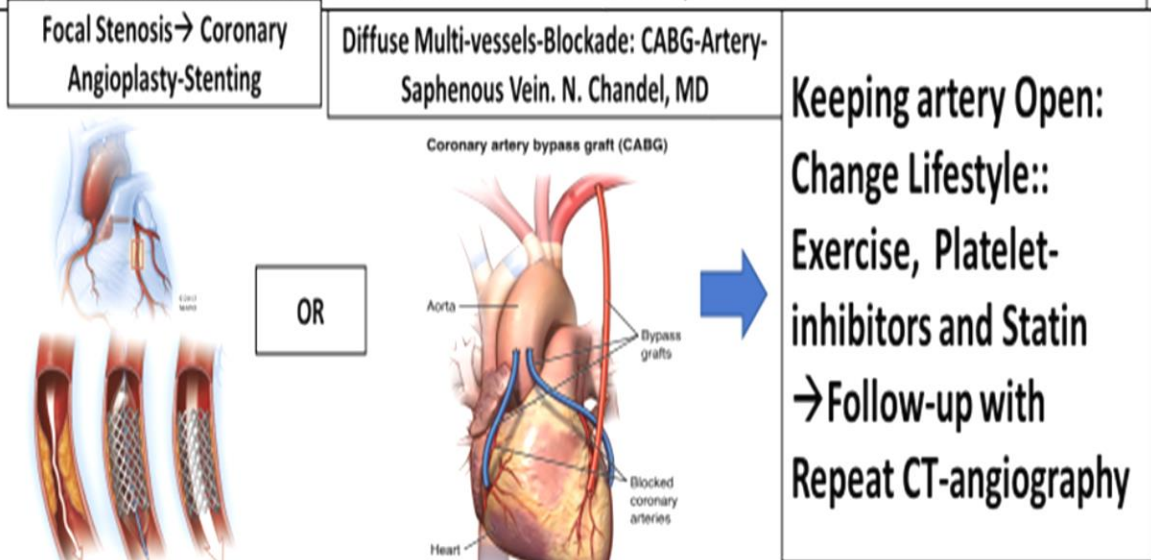 Focal Stenosis→ Coronary
Angioplasty-Stenting
Diffuse Multi-vessels-Blockade: CABG-Artery-
Saphenous Vein. N. Chandel, MD
Coronary artery bypass graft (CABG)
Aorta
Bypass
grafts
Blocked
coronary
arteries
Heart
OR
Keeping artery Open:
Change Lifestyle::
Exercise, Platelet-
inhibitors and Statin
→Follow-up with
Repeat CT-angiography